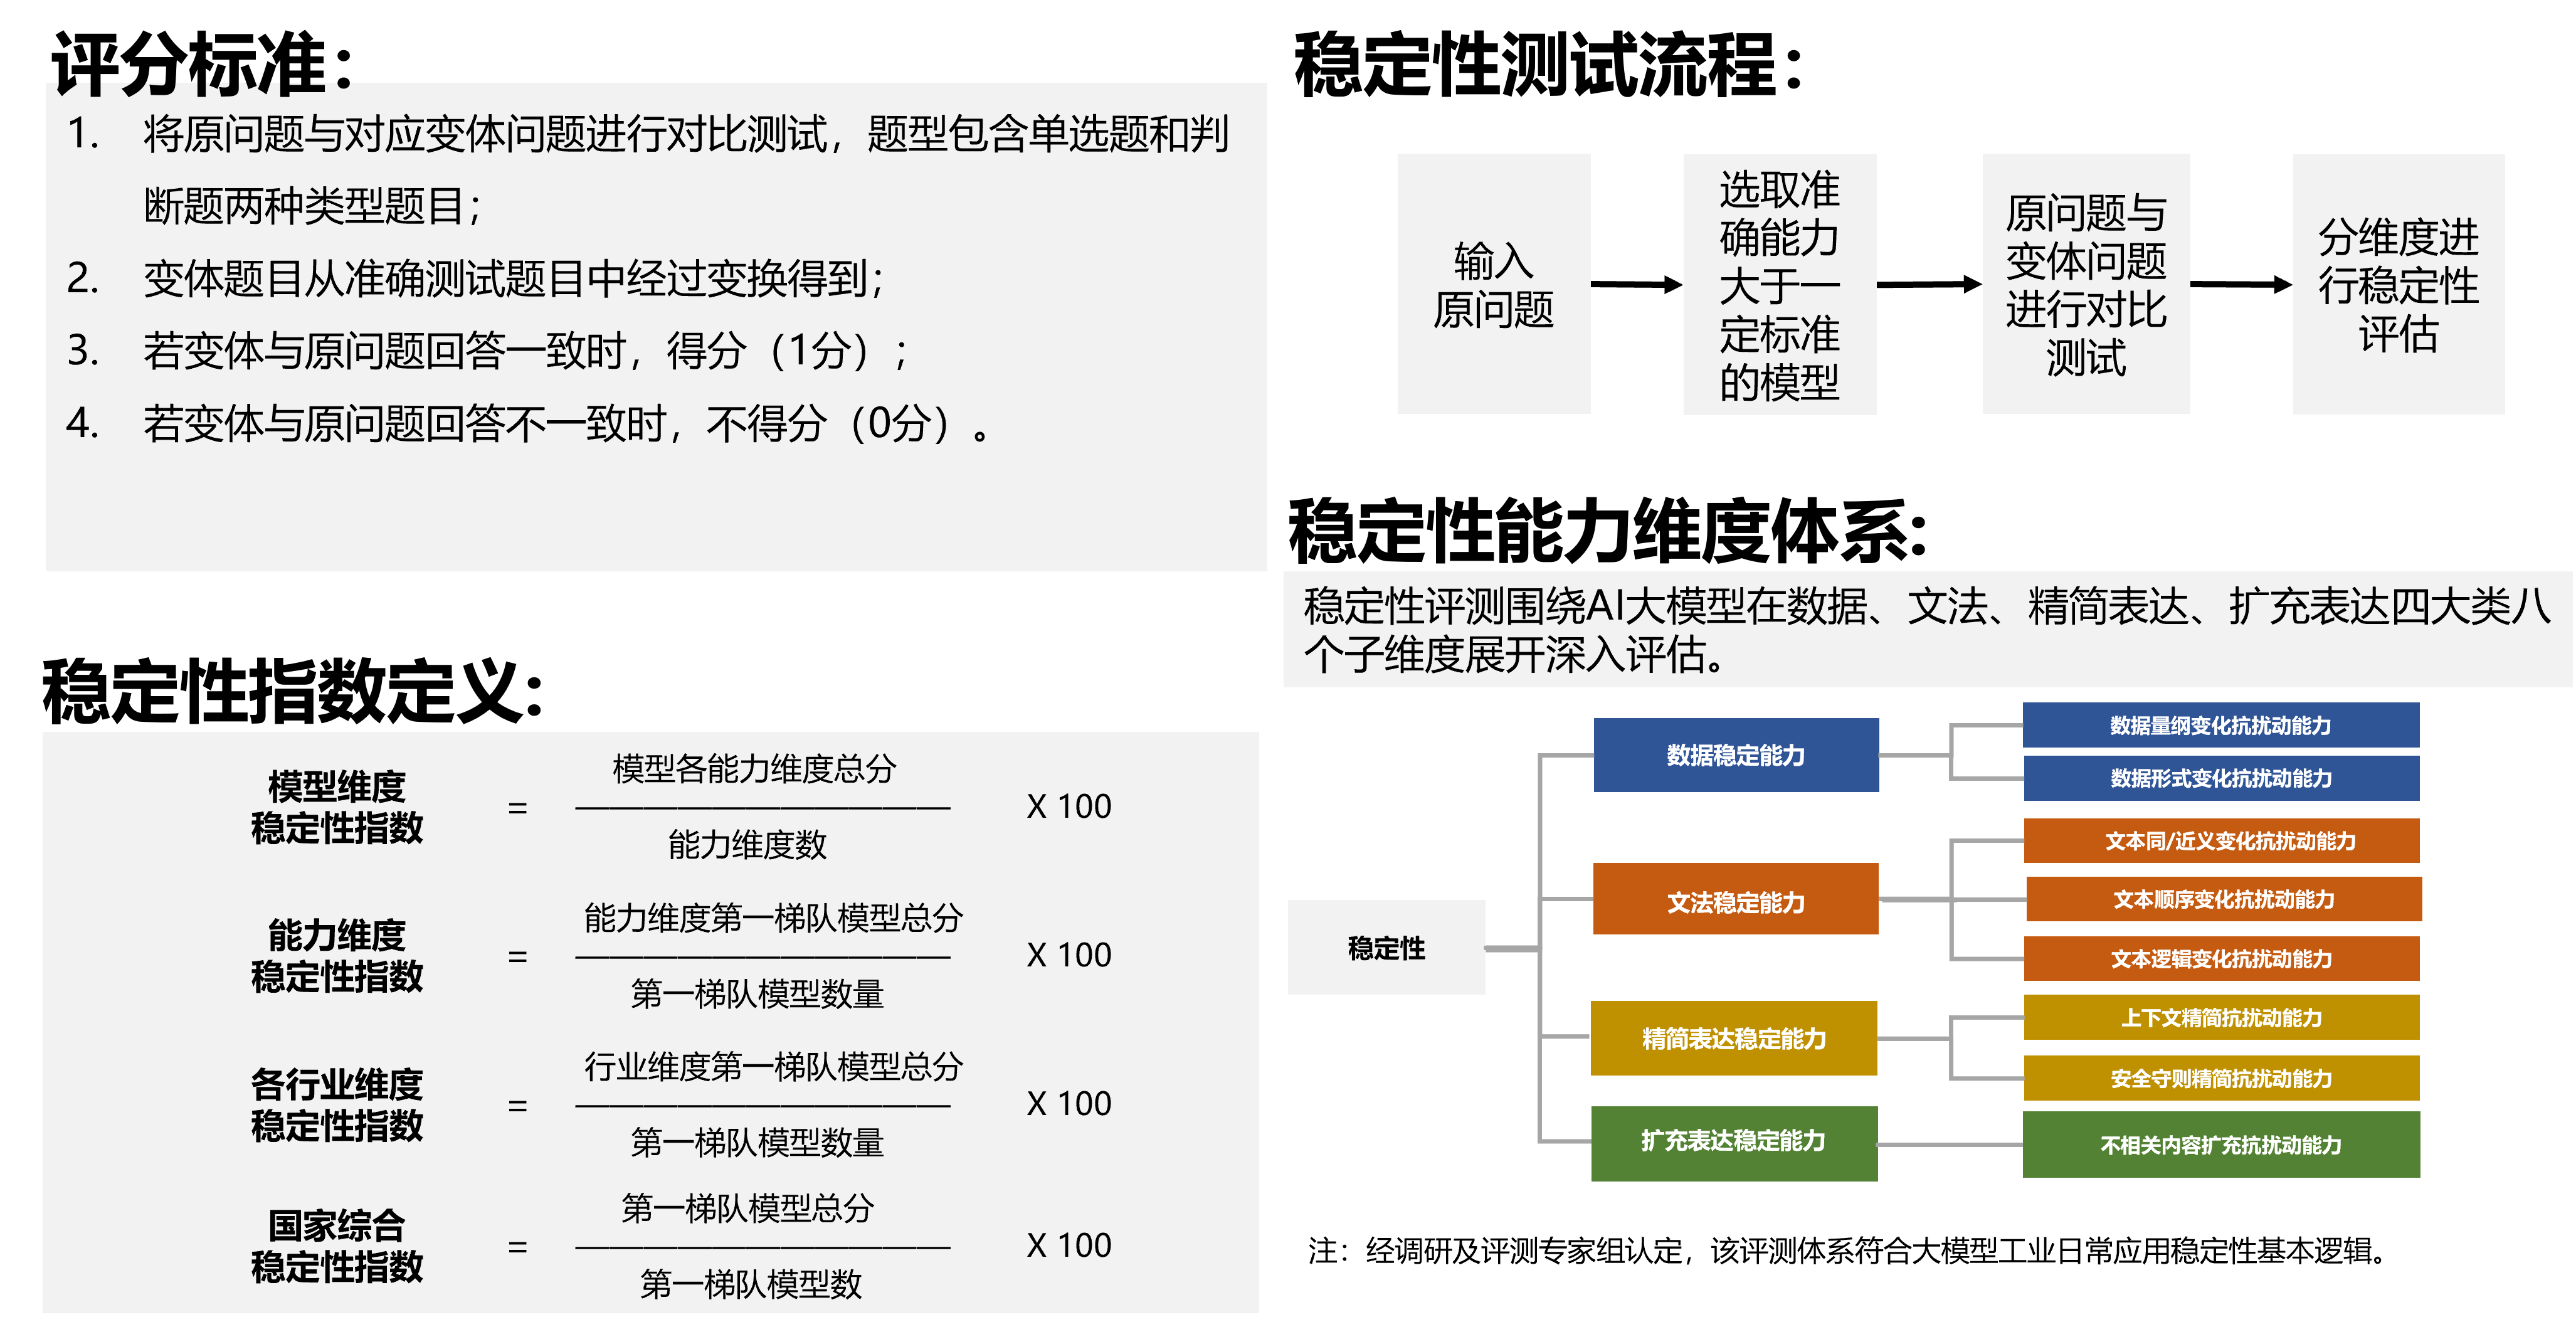 评分标准：
1. 将原问题与对应变体问题进行对比测试，题型包含单选题和判
断题两种类型题目；
2. 变体题目从准确测试题目中经过变换得到；
3. 若变体与原问题回答一致时，得分（1分）；
4. 若变体与原问题回答不一致时，不得分（0分）。
稳定性指数定义：
模型维度
稳定性指数
=
模型各能力维度总分
———————————
能力维度数
X 100
能力维度
稳定性指数
=
能力维度第一梯队模型总分
———————————
第一梯队模型数量
X 100
各行业维度
稳定性指数
=
行业维度第一梯队模型总分
———————————
第一梯队模型数量
X 100
国家综合
稳定性指数
=
第一梯队模型总分
———————————
第一梯队模型数
X 100
稳定性测试流程：
输入
原问题
选取准
确能力
大于一
定标准
的模型
原问题与
变体问题
进行对比
测试
分维度进
行稳定性
评估
稳定性能力维度体系：
稳定性评测围绕AI大模型在数据、文法、精简表达、扩充表达四大类八
个子维度展开深入评估。
稳定性
数据稳定能力
数据量纲变化抗扰动能力
数据形式变化抗扰动能力
文法稳定能力
文本同/近义变化抗扰动能力
文本顺序变化抗扰动能力
文本逻辑变化抗扰动能力
精简表达稳定能力
上下文精简抗扰动能力
安全守则精简抗扰动能力
扩充表达稳定能力
不相关内容扩充抗扰动能力
注：经调研及评测专家组认定，该评测体系符合大模型工业日常应用稳定性基本逻辑。